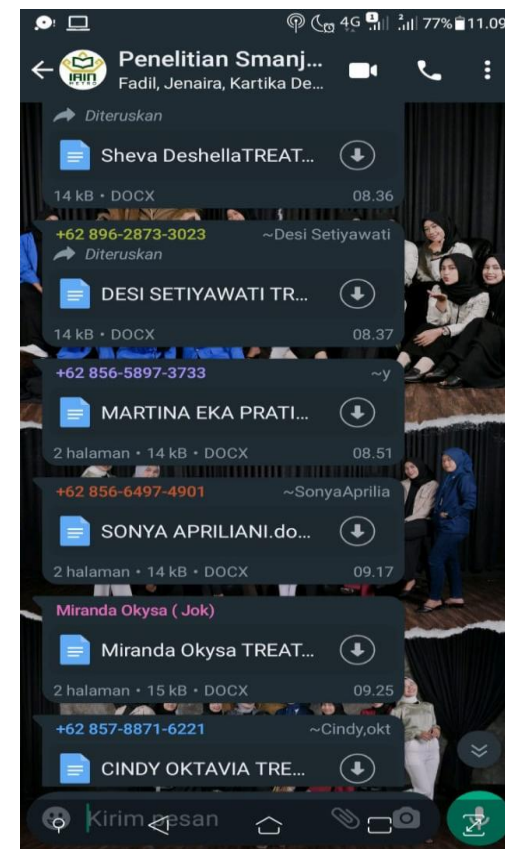 4G 77% 11.09
Penelitian Smanj...
IAIN
METRO
Fadil, Jenaira, Kartika De...
Diteruskan
Sheva DeshellaTREAT...
14 kB • DOCX 08.36
+62 896-2873-3023 ~Desi Setiyawati
Diteruskan
DESI SETIYAWATI TR...
14 kB • DOCX 08.37
+62 856-5897-3733 ~y
MARTINA EKA PRATI...
2 halaman • 14 kB • DOCX 08.51
+62 856-6497-4901 ~SonyaAprilia
SONYA APRILIANI.do...
2 halaman • 14 kB • DOCX 09.17
Miranda Okysa ( Jok)
Miranda Okysa TREAT...
2 halaman • 15 kB • DOCX 09.25
+62 857-8871-6221 ~Cindy,okt
CINDY OKTAVIA TRE...
Kirim pesan